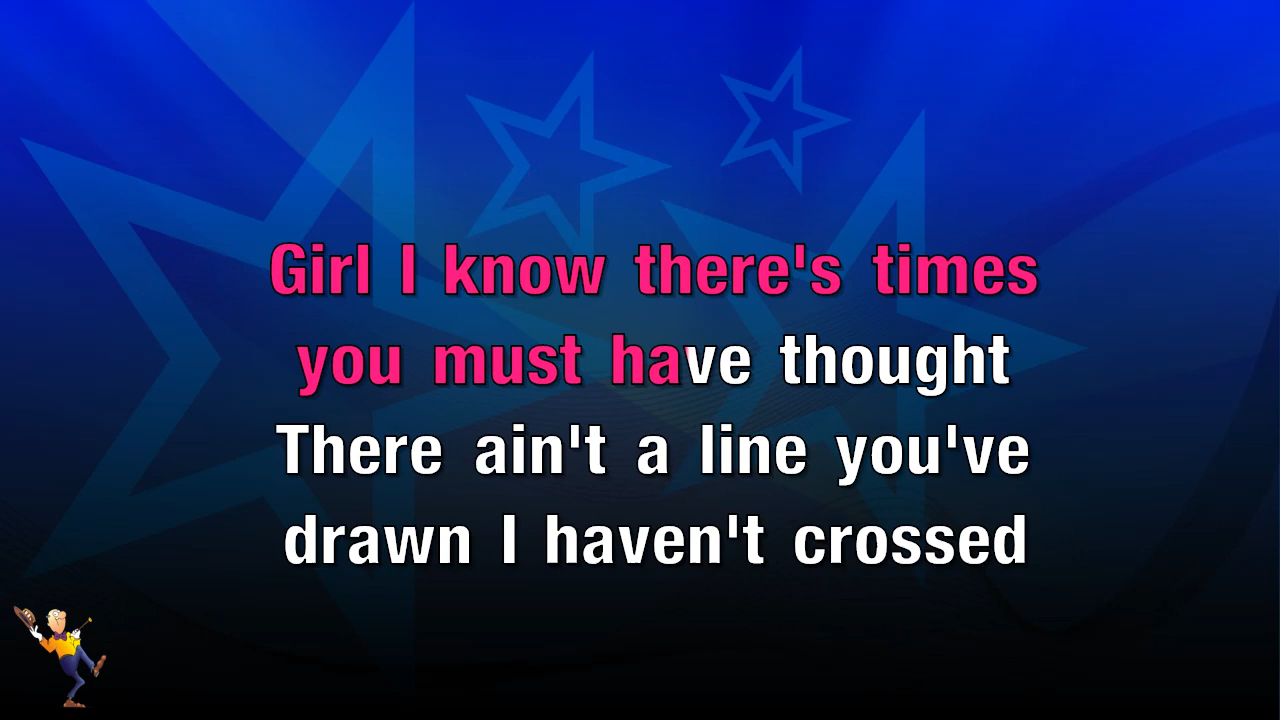 Girl I know there's times
you must have thought
There ain't a line you've
drawn I haven't crossed